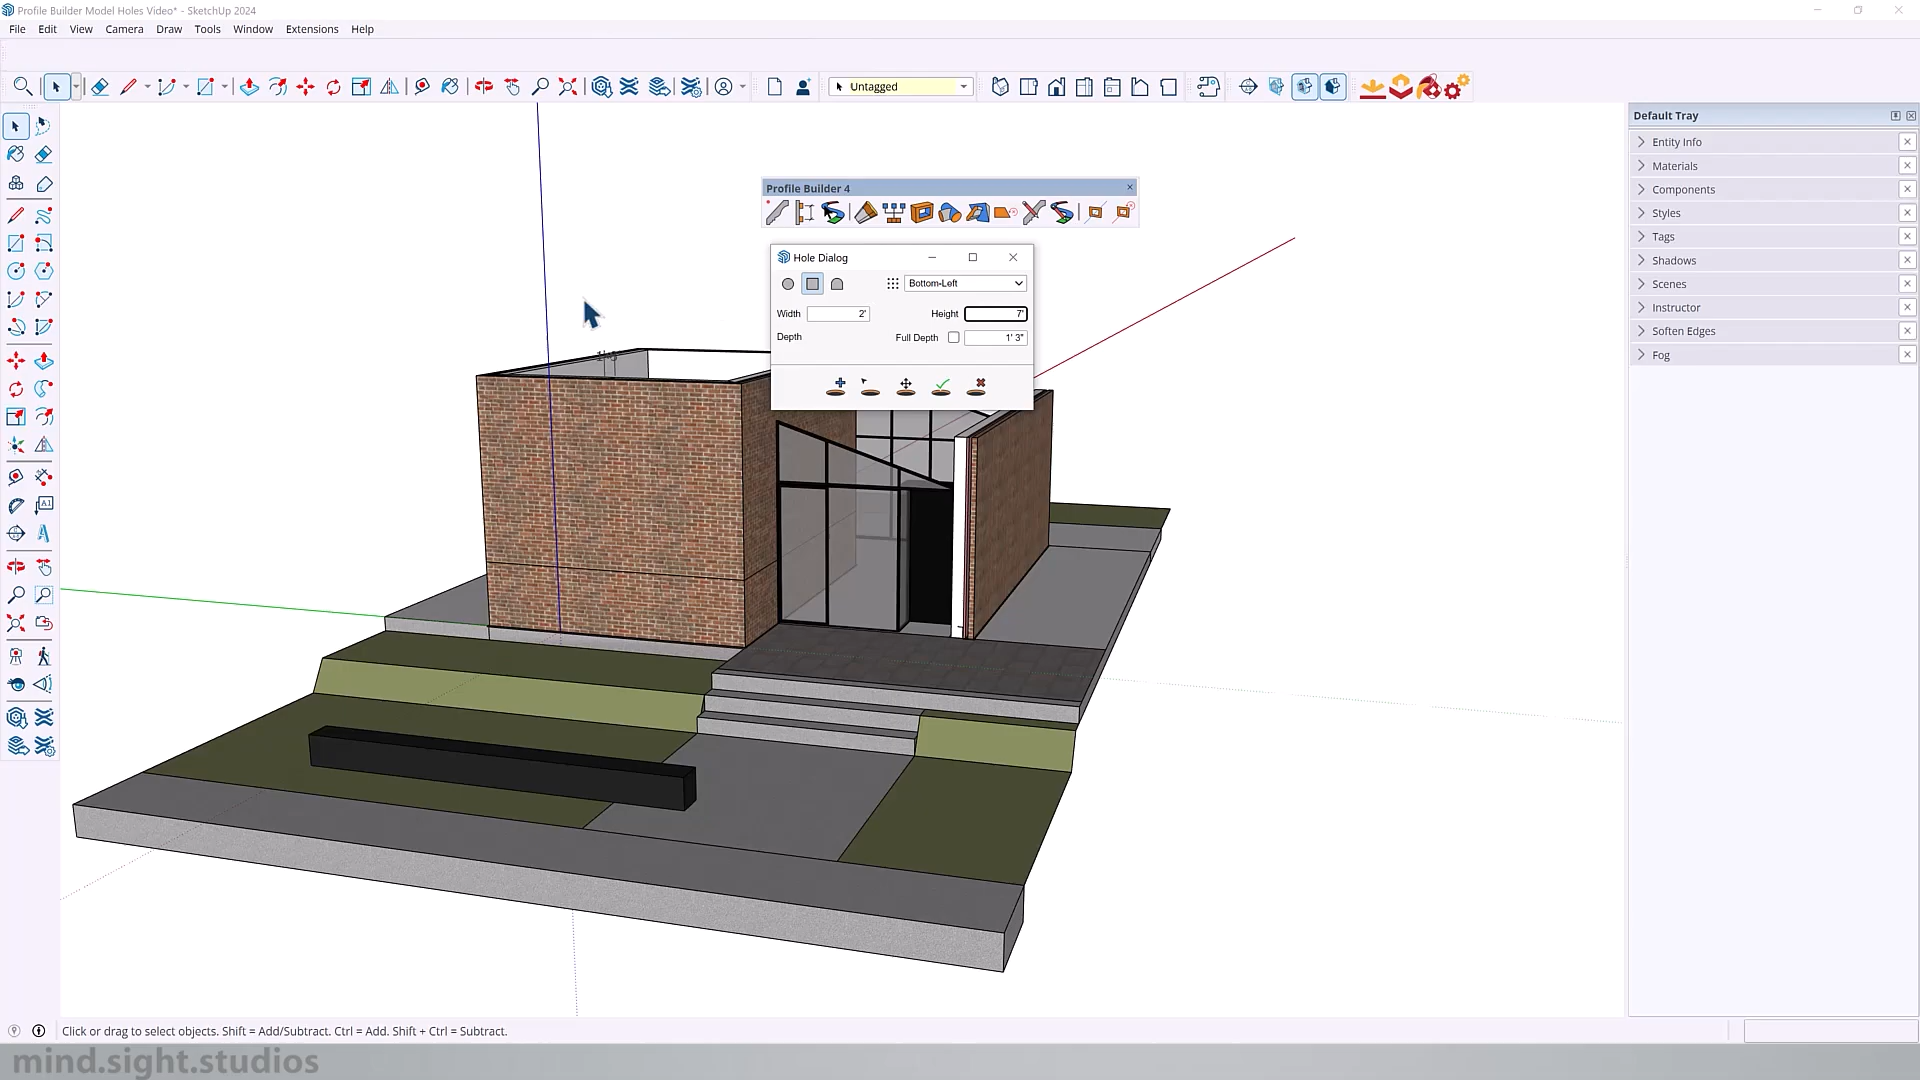 Profile Builder Model Holes Video* - SketchUp 2024
File Edit View Camera Draw Tools Window Extensions Help
Untagged
Default Tray
Entity Info
Materials
Components
Styles
Tags
Shadows
Scenes
Instructor
Soften Edges
Fog
Profile Builder 4
Hole Dialog
Bottom-Left
Width 2' Height 7'
Depth Full Depth 1' 3"
Click or drag to select objects. Shift = Add/Subtract. Ctrl = Add. Shift + Ctrl = Subtract.
mind.sight.studios